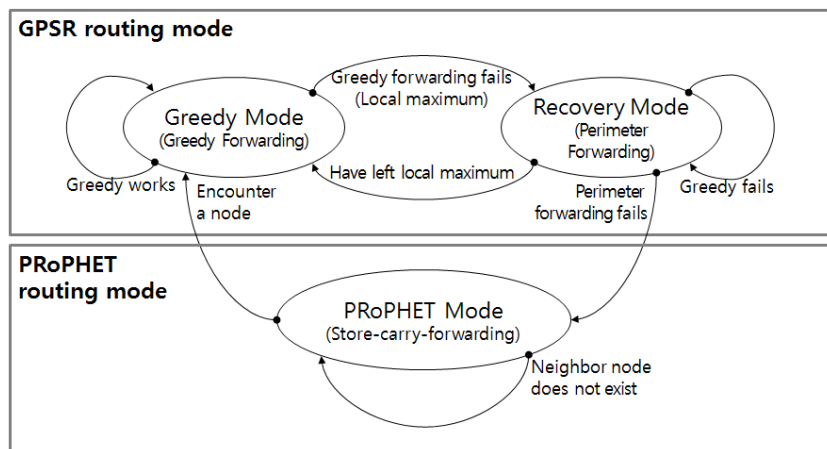 GPSR routing mode
Greedy forwarding fails
(Local maximum)
Greedy Mode
(Greedy Forwarding)
Recovery Mode
(Perimeter
Forwarding)
Have left local maximum
Greedy works
Encounter
a node
Perimeter
forwarding fails
Greedy fails
PRoPHET
routing mode
PRoPHET Mode
(Store-carry-forwarding)
Neighbor node
does not exist